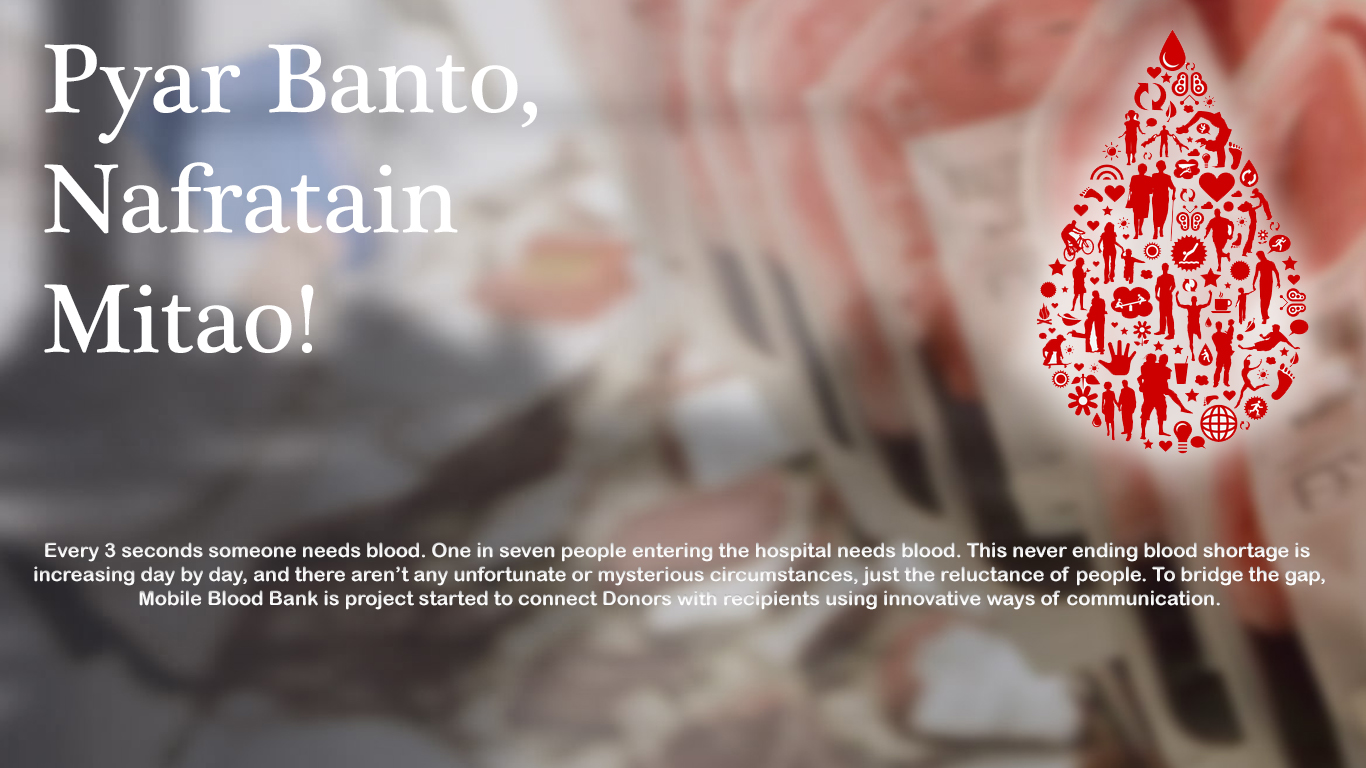 Pyar Banto,
Nafratain
Mitao!
Every 3 seconds someone needs blood. One in seven people entering the hospital needs blood. This never ending blood shortage is
increasing day by day, and there aren't any unfortunate or mysterious circumstances, just the reluctance of people. To bridge the gap,
Mobile Blood Bank is project started to connect Donors with recipients using innovative ways of communication.